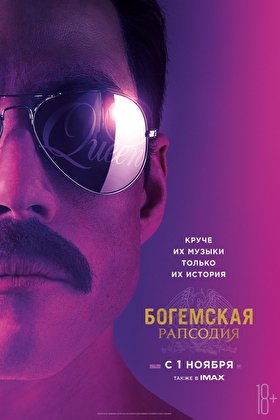 Queen
КРУЧЕ
ИХ МУЗЫКИ
ТОЛЬКО
ИХ ИСТОРИЯ
БОГЕМСКАЯ
РАПСОДИЯ
С 1 НОЯБРЯ
ТАКЖЕ В IMAX
18+